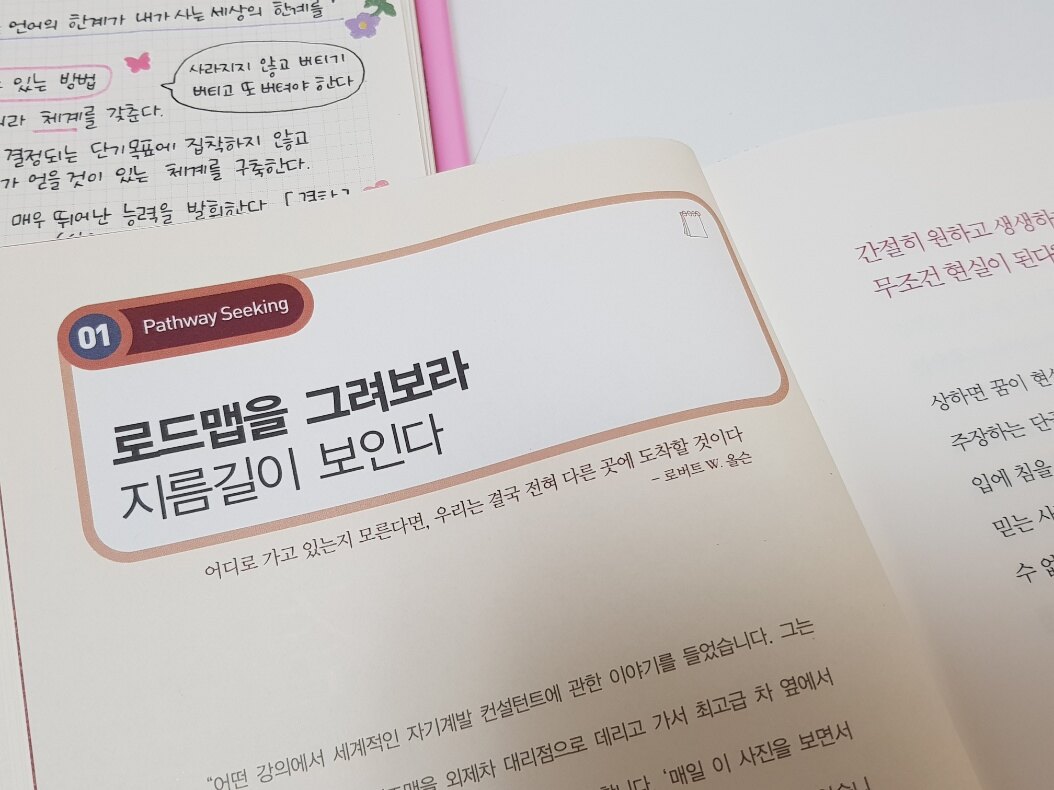 언어의 한계가 내가 사는 세상의 한계를
있는 방법
사라지지 않고 버티기
버티고 또 버텨야 한다
체계를 갖춘다.
결정되는 단기목표에 집착하지 않고
가 얻을 것이 있는 체계를 구축한다.
매우 뛰어난 능력을 발휘한다
01 Pathway Seeking
로드맵을 그려보라
지름길이 보인다
어디로 가고 있는지 모른다면, 우리는 결국 전혀 다른 곳에 도착할 것이다
- 로버트 W. 올슨
"어떤 강의에서 세계적인 자기계발 컨설턴트에 관한 이야기를 들었습니다. 그는
외제차 대리점으로 데리고 가서 최고급 차 옆에서
'매일 이 사진을 보면서
간절히 원하고 생생하
무조건 현실이 된다
상하면 꿈이 현
주장하는 단
입에 침을
믿는 사
수 없